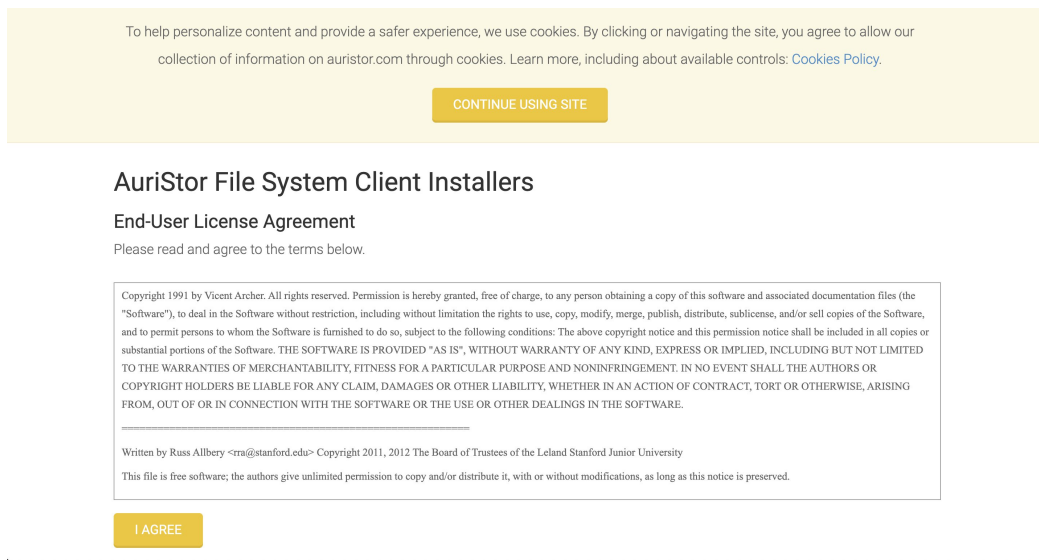 To help personalize content and provide a safer experience, we use cookies. By clicking or navigating the site, you agree to allow our
collection of information on auristor.com through cookies. Learn more, including about available controls: Cookies Policy.
CONTINUE USING SITE
AuriStor File System Client Installers
End-User License Agreement
Please read and agree to the terms below.
Copyright 1991 by Vicent Archer. All rights reserved. Permission is hereby granted, free of charge, to any person obtaining a copy of this software and associated documentation files (the
"Software"), to deal in the Software without restriction, including without limitation the rights to use, copy, modify, merge, publish, distribute, sublicense, and/or sell copies of the Software,
and to permit persons to whom the Software is furnished to do so, subject to the following conditions: The above copyright notice and this permission notice shall be included in all copies or
substantial portions of the Software. THE SOFTWARE IS PROVIDED "AS IS", WITHOUT WARRANTY OF ANY KIND, EXPRESS OR IMPLIED, INCLUDING BUT NOT LIMITED
TO THE WARRANTIES OF MERCHANTABILITY, FITNESS FOR A PARTICULAR PURPOSE AND NONINFRINGEMENT. IN NO EVENT SHALL THE AUTHORS OR
COPYRIGHT HOLDERS BE LIABLE FOR ANY CLAIM, DAMAGES OR OTHER LIABILITY, WHETHER IN AN ACTION OF CONTRACT, TORT OR OTHERWISE, ARISING
FROM, OUT OF OR IN CONNECTION WITH THE SOFTWARE OR THE USE OR OTHER DEALINGS IN THE SOFTWARE.
==========================================================
Written by Russ Allbery <rra@stanford.edu> Copyright 2011, 2012 The Board of Trustees of the Leland Stanford Junior University
This file is free software; the authors give unlimited permission to copy and/or distribute it, with or without modifications, as long as this notice is preserved.
I AGREE